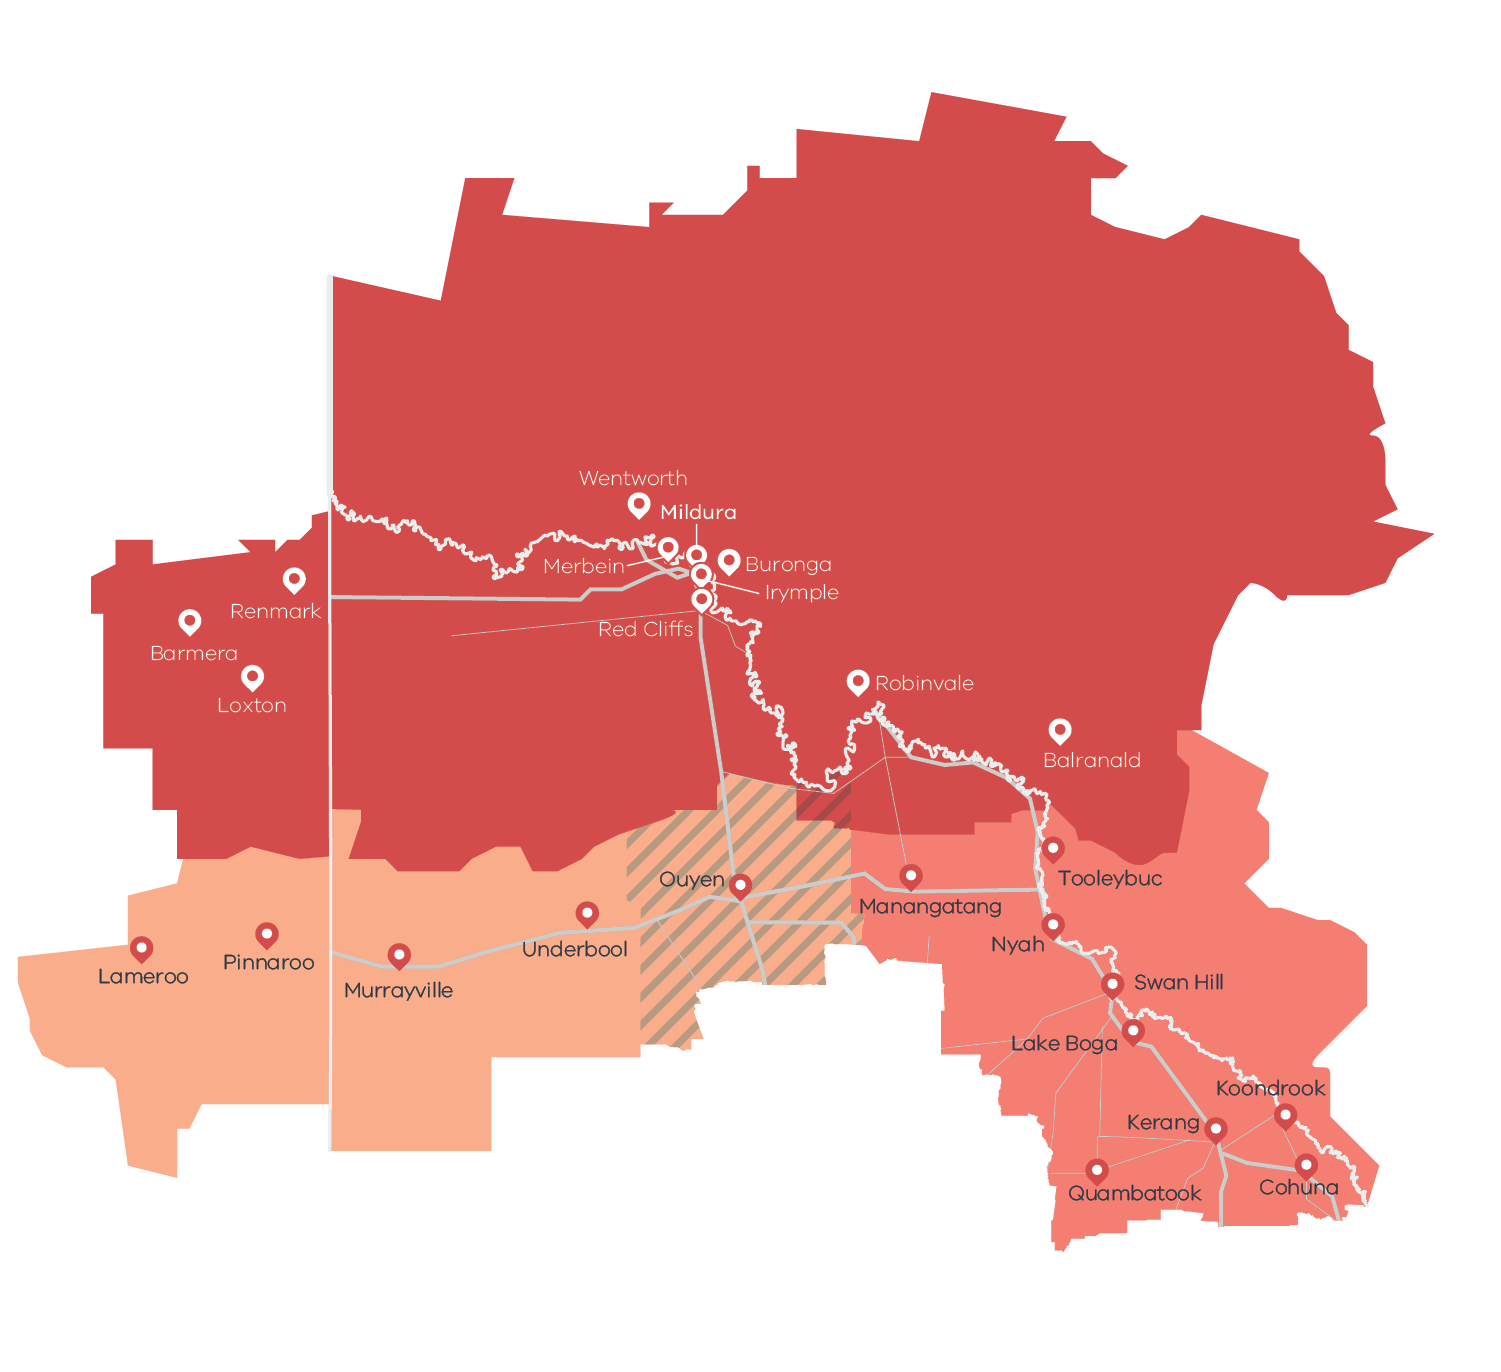 Wentworth
Mildura
Merbein
Buronga
Irymple
Renmark
Red Cliffs
Barmera
Loxton
Robinvale
Balranald
Ouyen
Tooleybuc
Manangatang
Nyah
Underbool
Pinnaroo
Lameroo
Murrayville
Swan Hill
Lake Boga
Koondrook
Kerang
Quambatook
Cohuna